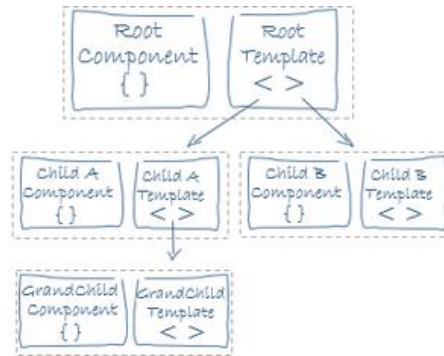 Root
Component
{ }
Root
Template
< >
Child A
Component
{ }
Child A
Template
< >
Child B
Component
{ }
Child B
Template
< >
GrandChild
Component
{ }
GrandChild
Template
< >